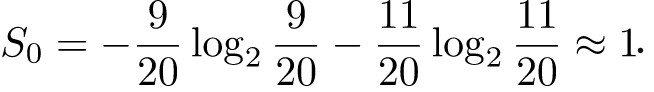 $S_0 = -\frac{9}{20} \log_2 \frac{9}{20} - \frac{11}{20} \log_2 \frac{11}{20} \approx 1.$